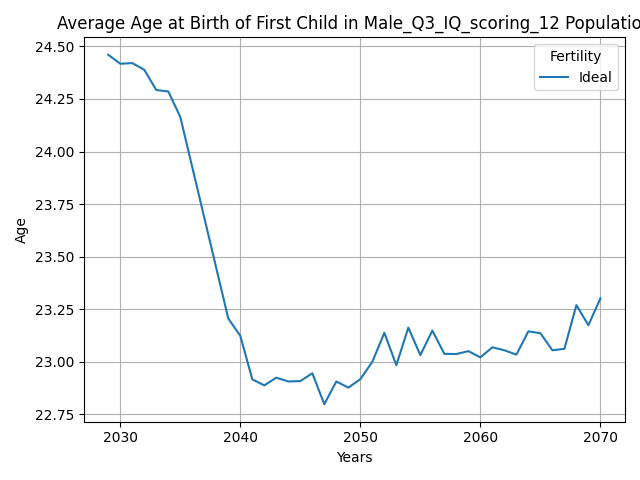 Average Age at Birth of First Child in Male_Q3_IQ_scoring_12 Populatio
Fertility
Ideal
24.50
24.25
24.00
23.75
23.50
23.25
23.00
22.75
Age
2030 2040 2050 2060 2070
Years